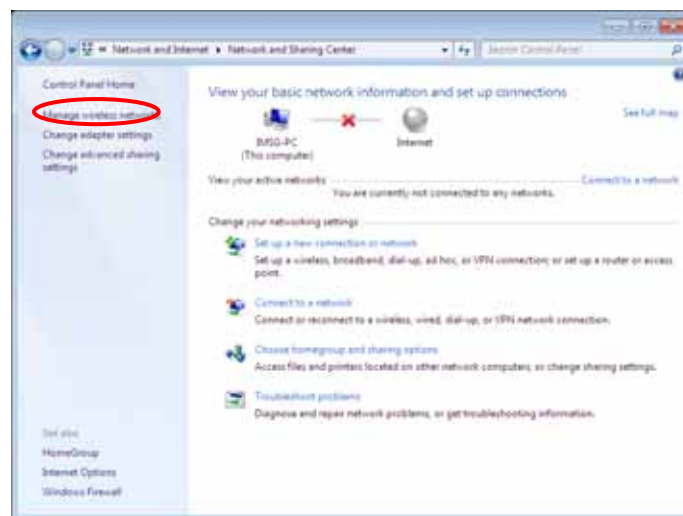 Network and Internet ▸ Network and Sharing Center
Search Control Panel
Control Panel Home
Manage wireless networks
Change adapter settings
Change advanced sharing
settings
View your basic network information and set up connections
See full map
IMSG-PC
(This computer)
Internet
View your active networks
Connect to a network
You are currently not connected to any networks.
Change your networking settings
Set up a new connection or network
Set up a wireless, broadband, dial-up, ad hoc, or VPN connection; or set up a router or access
point.
Connect to a network
Connect or reconnect to a wireless, wired, dial-up, or VPN network connection.
Choose homegroup and sharing options
Access files and printers located on other network computers, or change sharing settings.
Troubleshoot problems
Diagnose and repair network problems, or get troubleshooting information.
See also
HomeGroup
Internet Options
Windows Firewall